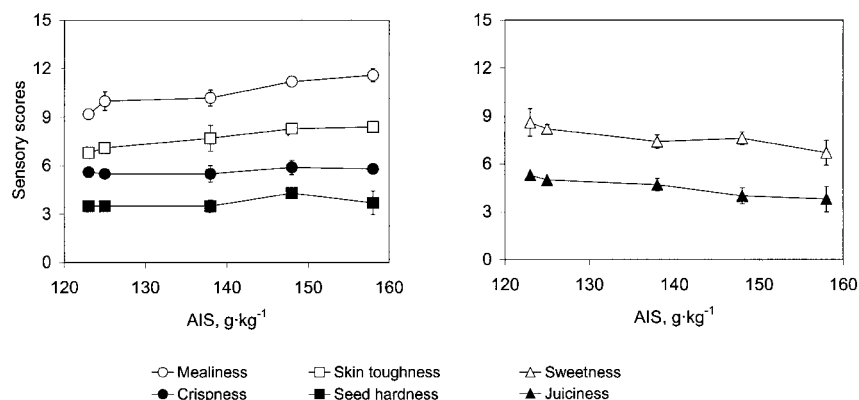 15
12
9
6
3
0
Sensory scores
120 130 140 150 160
AIS, g·kg⁻¹
15
12
9
6
3
0
120 130 140 150 160
AIS, g·kg⁻¹
Mealiness Skin toughness Sweetness
Crispness Seed hardness Juiciness